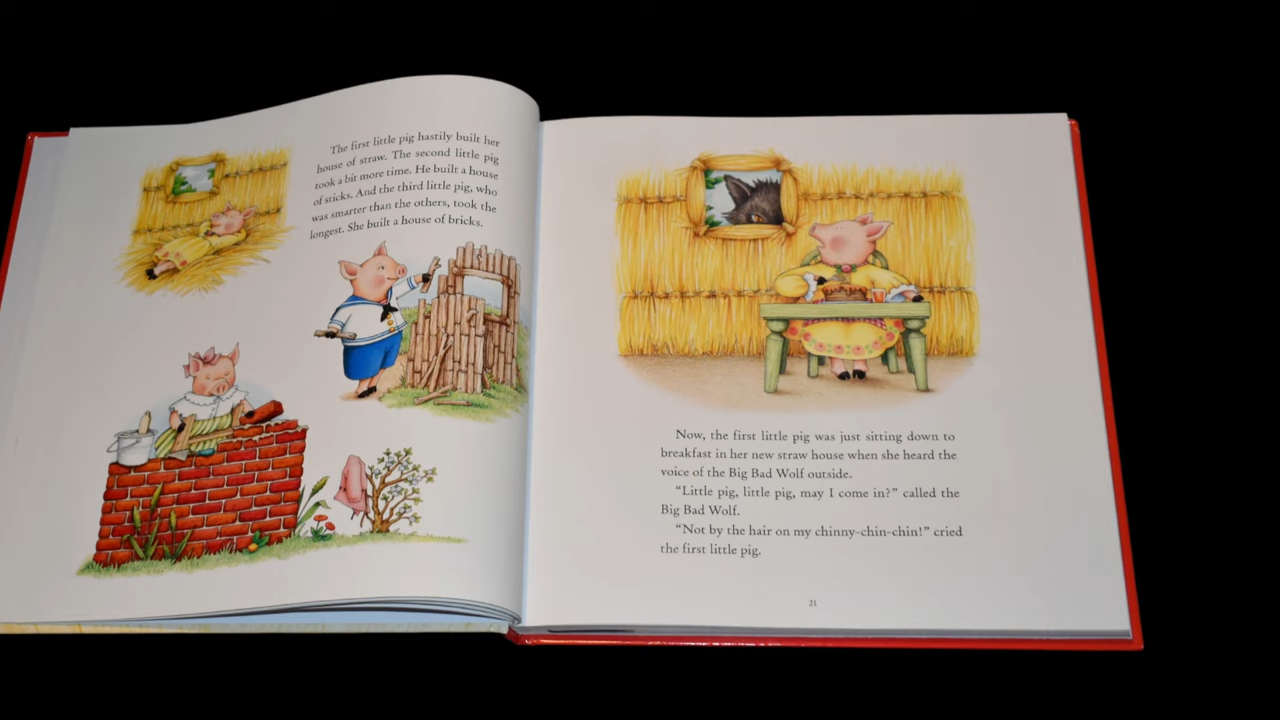 The first little pig hastily built her
house of straw. The second little pig
took a bit more time. He built a house
of sticks. And the third little pig, who
was smarter than the others, took the
longest. She built a house of bricks.
Now, the first little pig was just sitting down to
breakfast in her new straw house when she heard the
voice of the Big Bad Wolf outside.
“Little pig, little pig, may I come in?” called the
Big Bad Wolf.
“Not by the hair on my chinny-chin-chin!” cried
the first little pig.
21